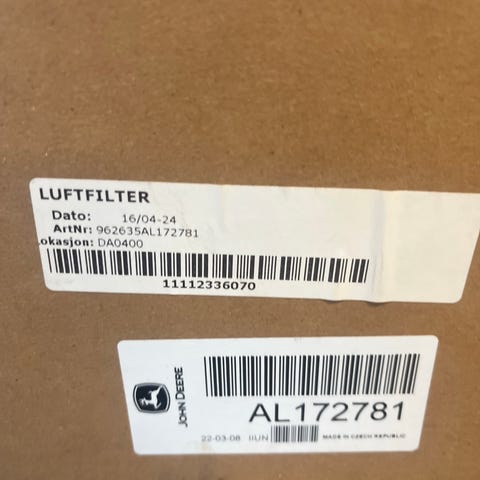 LUFTFILTER
Dato: 16/04-24
ArtNr: 962635AL172781
okasjon: DA0400
11112336070
JOHN DEERE
AL172781
22-03-08 IIUN
MADE IN CZECH REPUBLIC